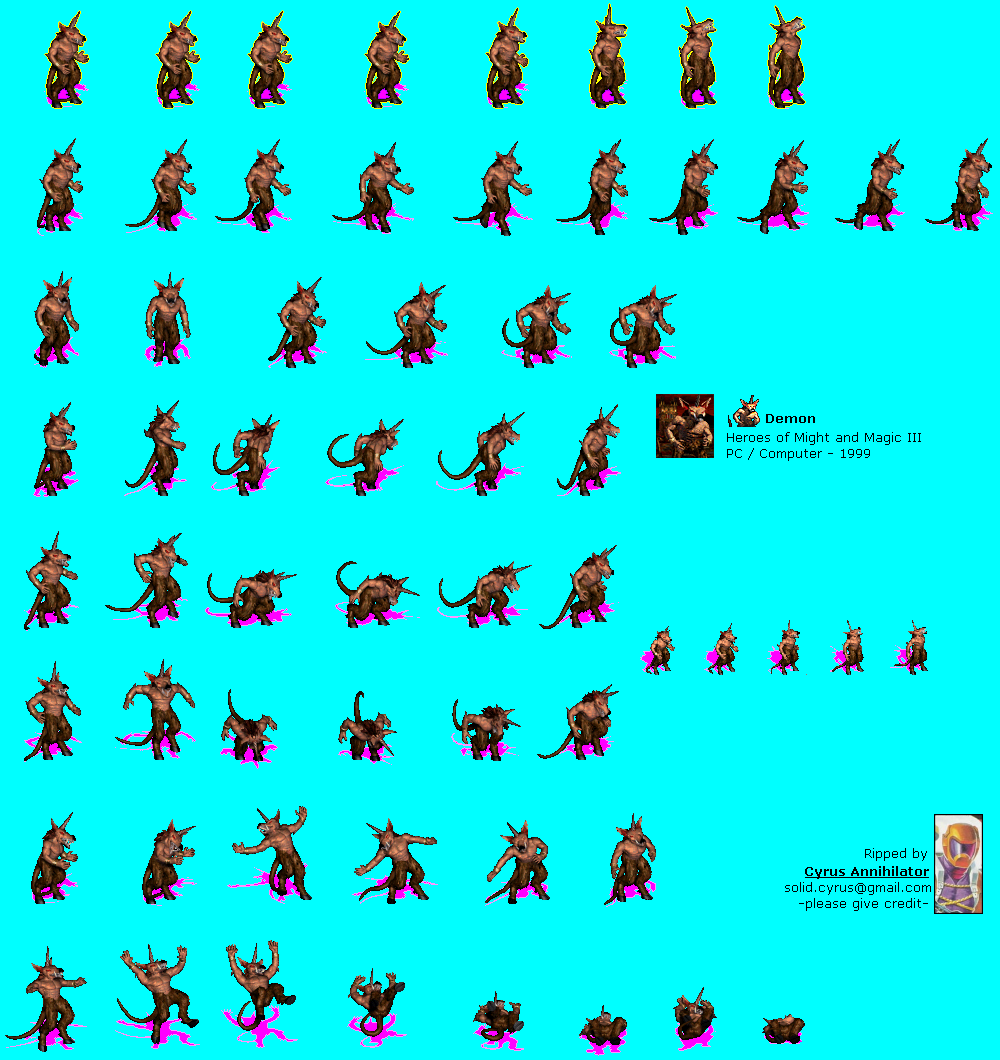 Demon
Heroes of Might and Magic III
PC / Computer - 1999
Ripped by
Cyrus Annihilator
solid.cyrus@gmail.com
-please give credit-